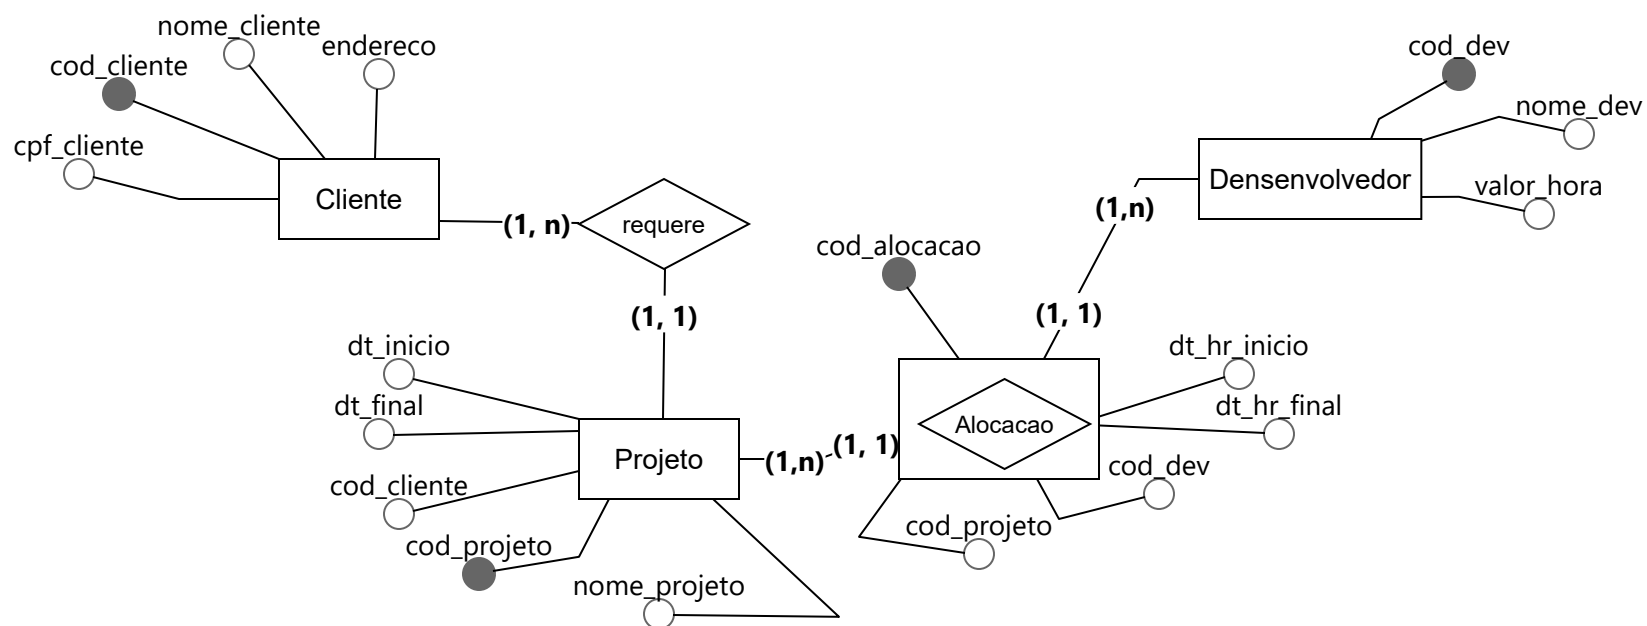 nome_cliente
endereco
cod_cliente
cpf_cliente
Cliente
(1, n)
requere
(1, 1)
cod_dev
nome_dev
valor_hora
Densenvolvedor
(1,n)
cod_alocacao
(1, 1)
dt_inicio
dt_final
cod_cliente
cod_projeto
nome_projeto
Projeto
(1,n)
(1, 1)
Alocacao
dt_hr_inicio
dt_hr_final
cod_dev
cod_projeto